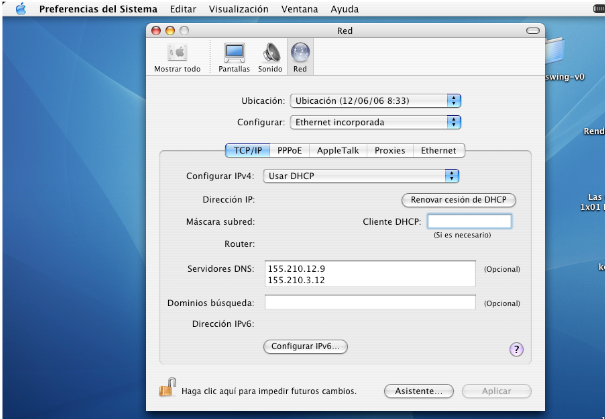 Preferencias del Sistema Editar Visualización Ventana Ayuda
Red
Mostrar todo Pantallas Sonido Red
swing-v0
Ubicación: Ubicación (12/06/06 8:33)
Configurar: Ethernet incorporada
Rend
TCP/IP PPPoE AppleTalk Proxies Ethernet
Configurar IPv4: Usar DHCP
Dirección IP: Renovar cesión de DHCP
Las
1x01
Máscara subred: Cliente DHCP:
(Si es necesario)
Router:
Servidores DNS: 155.210.12.9 (Opcional)
155.210.3.12
Dominios búsqueda: (Opcional)
Dirección IPv6:
Configurar IPv6... ?
Haga clic aquí para impedir futuros cambios. Asistente... Aplicar